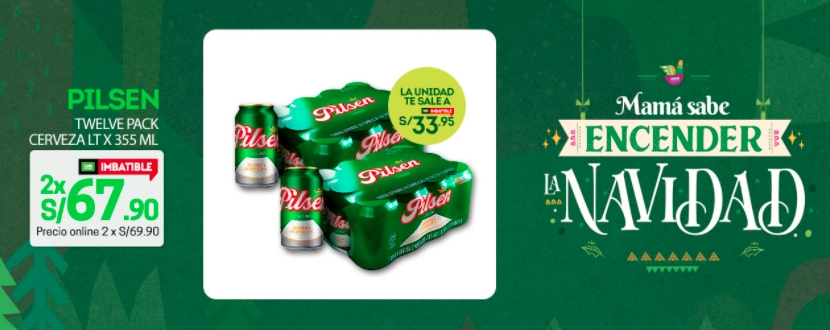 PILSEN
TWELVE PACK
CERVEZA LT X 355 ML
IMBATIBLE
2x
S/67.90
Precio online 2 x S/69.90
LA UNIDAD
TE SALE A
IMBATIBLE
S/33.95
Pilsen
Pilsen
Pilsen
Pilsen
Mamá sabe
ENCENDER
LA NAVIDAD